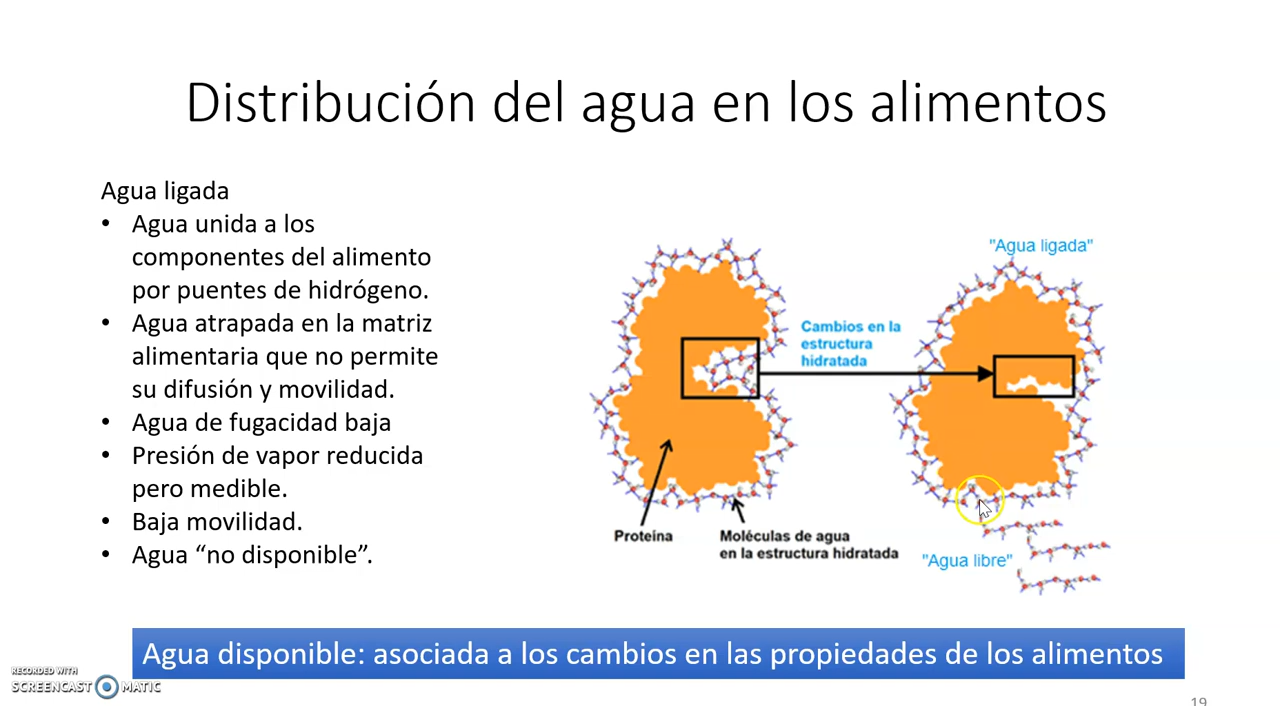 Distribución del agua en los alimentos
Agua ligada
• Agua unida a los
componentes del alimento
por puentes de hidrógeno.
• Agua atrapada en la matriz
alimentaria que no permite
su difusión y movilidad.
• Agua de fugacidad baja
• Presión de vapor reducida
pero medible.
• Baja movilidad.
• Agua “no disponible”.
"Agua ligada"
Cambios en la
estructura
hidratada
Proteína
Moléculas de agua
en la estructura hidratada
"Agua libre"
Agua disponible: asociada a los cambios en las propiedades de los alimentos
RECORDED WITH
SCREENCAST MATIC
19